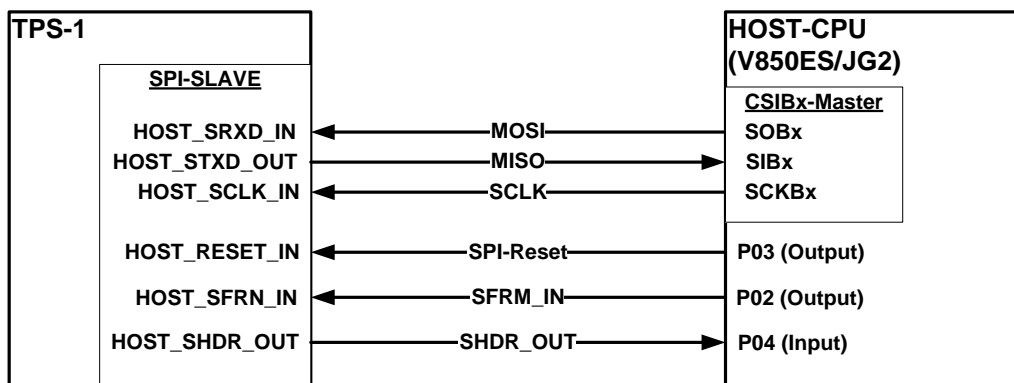 TPS-1
HOST-CPU
(V850ES/JG2)
SPI-SLAVE
CSIBx-Master
HOST_SRXD_IN MOSI SOBx
HOST_STXD_OUT MISO SIBx
HOST_SCLK_IN SCLK SCKBx
HOST_RESET_IN SPI-Reset P03 (Output)
HOST_SFRN_IN SFRM_IN P02 (Output)
HOST_SHDR_OUT SHDR_OUT P04 (Input)